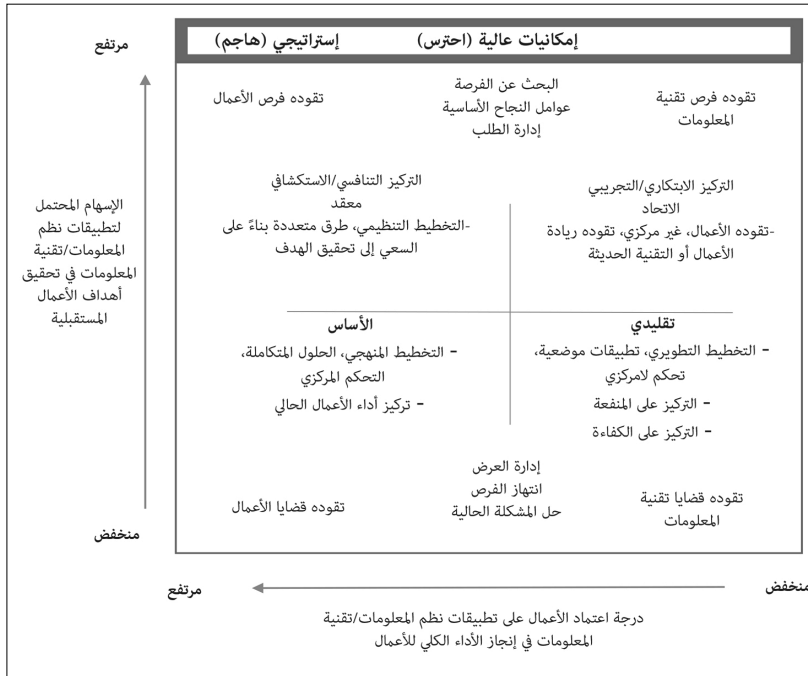 إمكانيات عالية (احترس)
إستراتيجي (هاجم)
مرتفع
تقوده فرص تقنية
المعلومات
البحث عن الفرصة
عوامل النجاح الأساسية
إدارة الطلب
تقوده فرص الأعمال
التركيز الابتكاري/التجريبي
الاتحاد
-تقوده الأعمال، غير مركزي، تقوده ريادة
الأعمال أو التقنية الحديثة
التركيز التنافسي/الاستكشافي
معقد
-التخطيط التنظيمي، طرق متعددة بناءً على
السعي إلى تحقيق الهدف
الإسهام المحتمل
لتطبيقات نظم
المعلومات/تقنية
المعلومات في تحقيق
أهداف الأعمال
المستقبلية
تقليدي
– التخطيط التطويري، تطبيقات موضعية،
تحكم لامركزي
– التركيز على المنفعة
– التركيز على الكفاءة
الأساس
– التخطيط المنهجي، الحلول المتكاملة،
التحكم المركزي
– تركيز أداء الأعمال الحالي
تقوده قضايا تقنية
المعلومات
إدارة العرض
انتهاز الفرص
حل المشكلة الحالية
تقوده قضايا الأعمال
منخفض
منخفض
مرتفع
درجة اعتماد الأعمال على تطبيقات نظم المعلومات/تقنية
المعلومات في إنجاز الأداء الكلي للأعمال